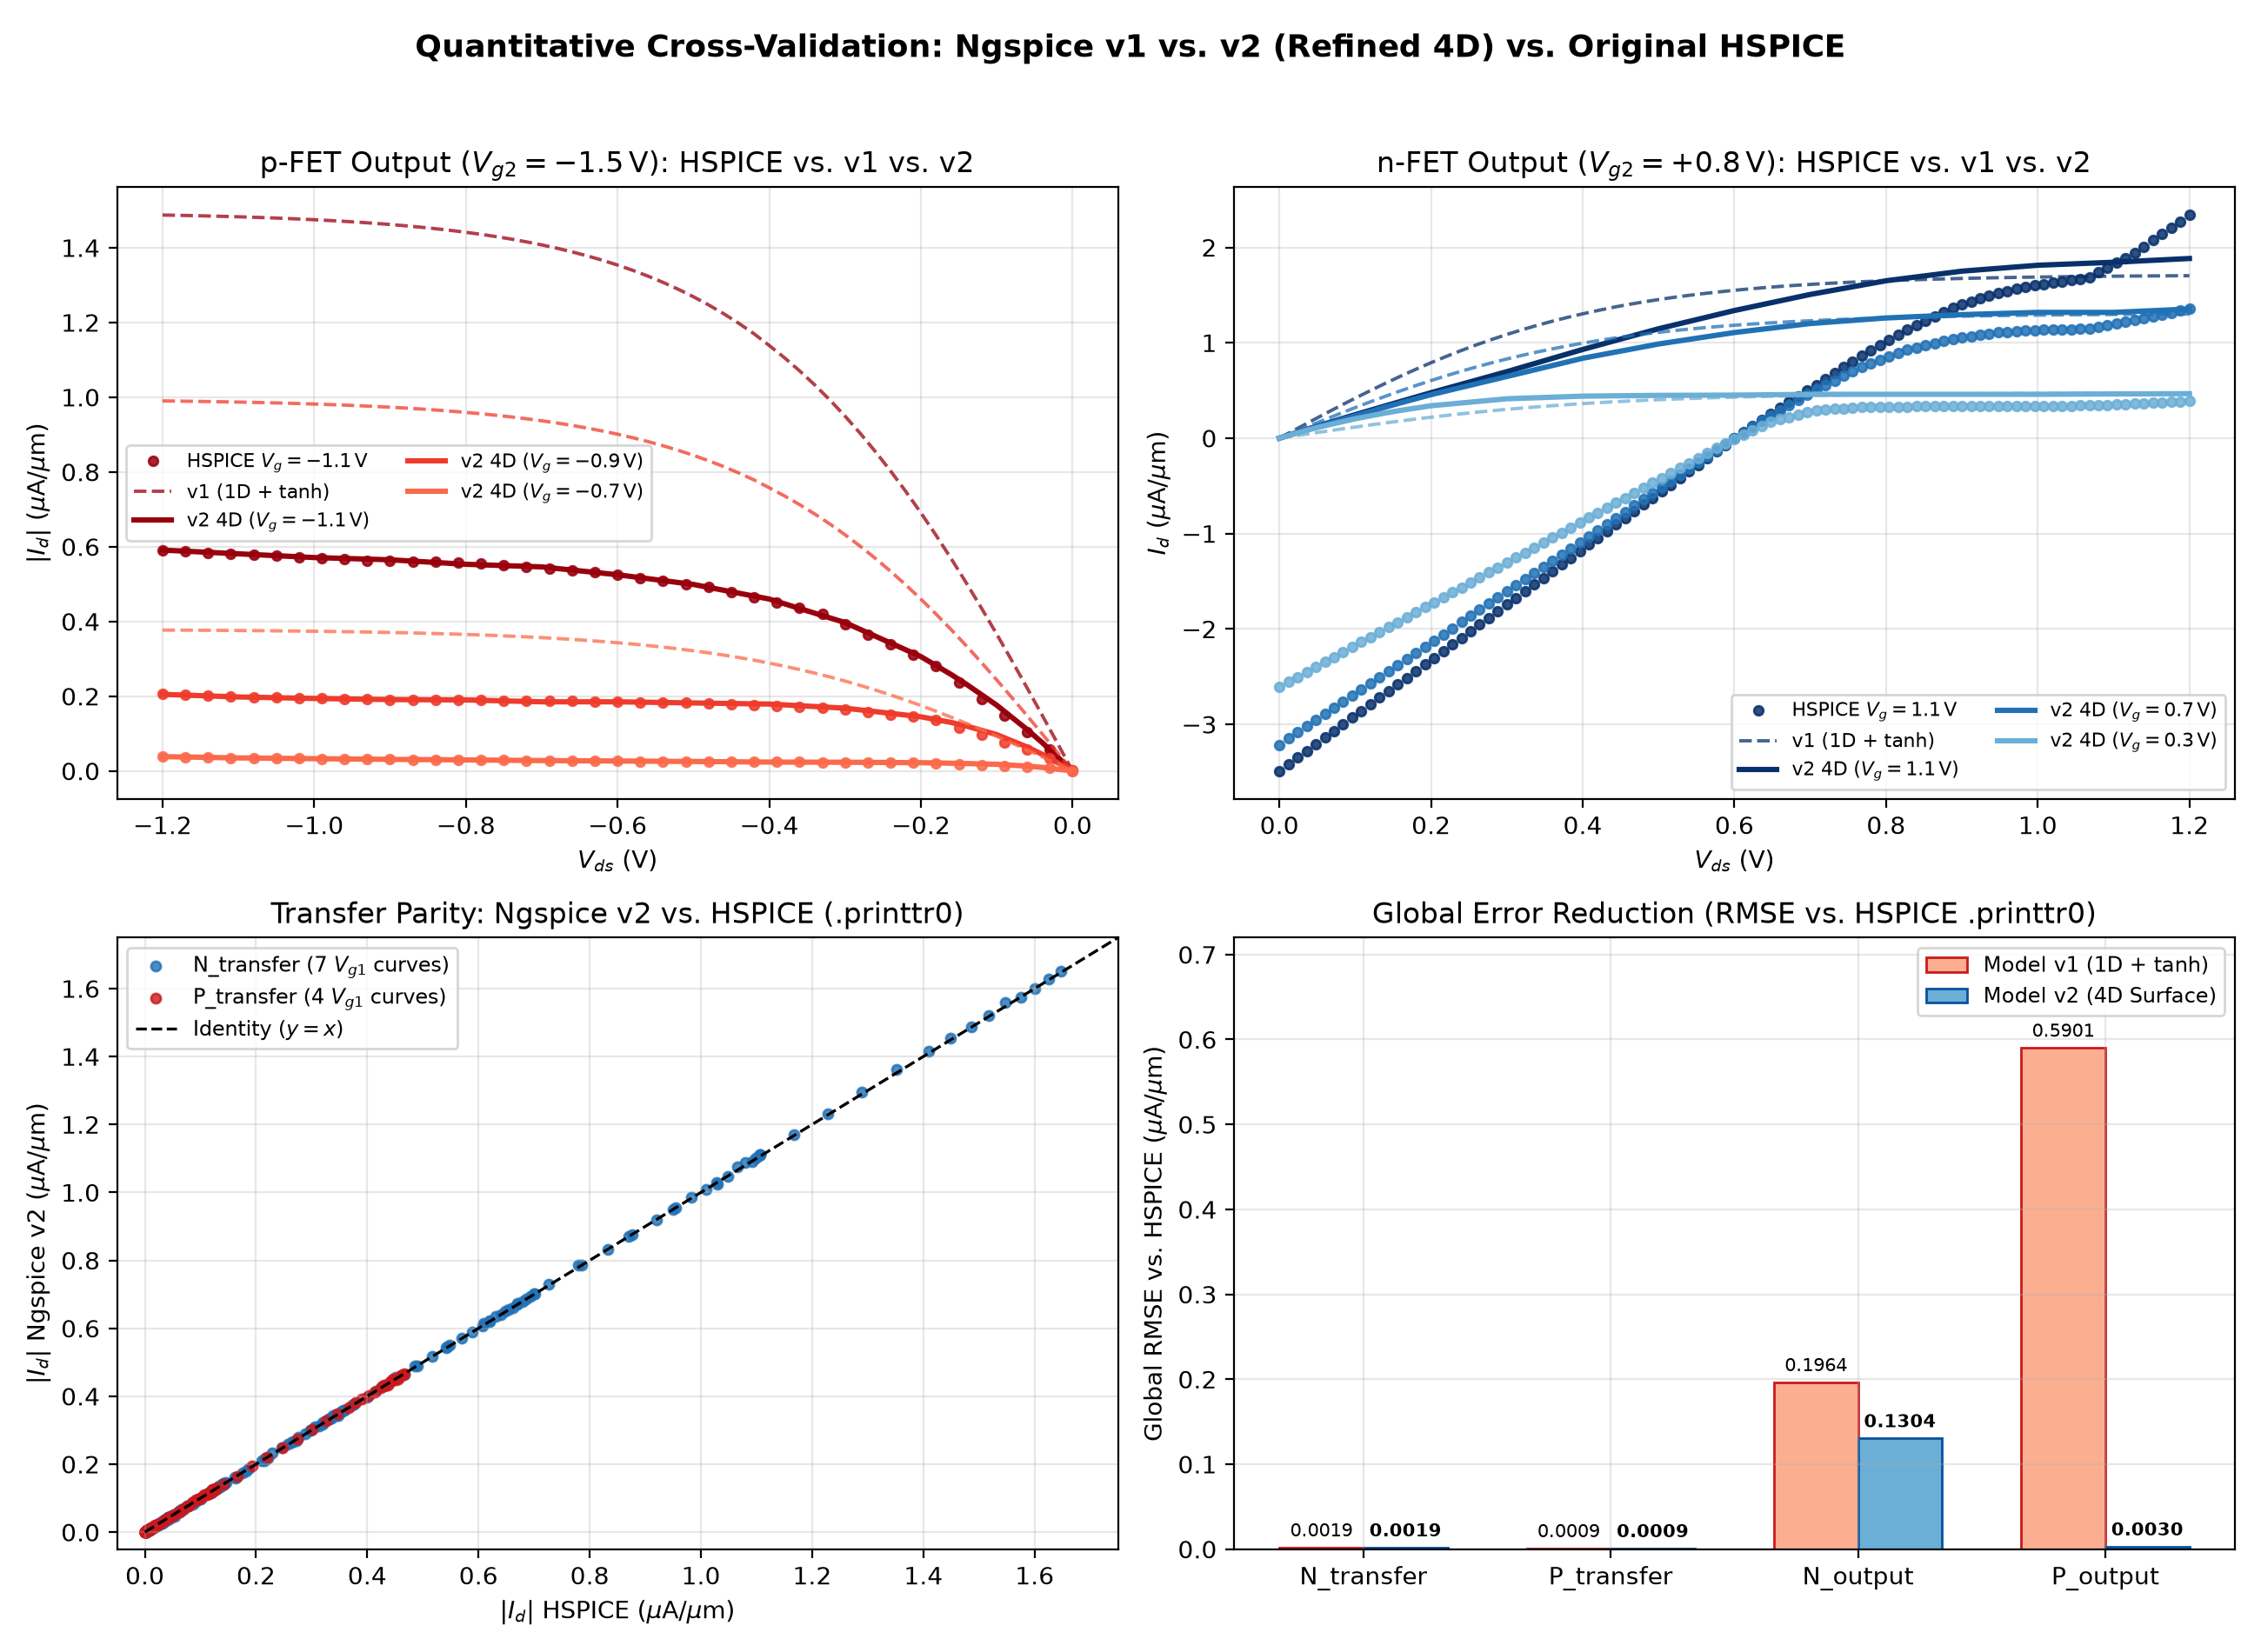 Quantitative Cross-Validation: Ngspice v1 vs. v2 (Refined 4D) vs. Original HSPICE
p-FET Output (V_{g2} = −1.5 V): HSPICE vs. v1 vs. v2
|I_d| (μA/μm)
1.4
1.2
1.0
0.8
0.6
0.4
0.2
0.0
HSPICE V_g = −1.1 V
v1 (1D + tanh)
v2 4D (V_g = −1.1 V)
v2 4D (V_g = −0.9 V)
v2 4D (V_g = −0.7 V)
−1.2 −1.0 −0.8 −0.6 −0.4 −0.2 0.0
V_{ds} (V)
n-FET Output (V_{g2} = +0.8 V): HSPICE vs. v1 vs. v2
I_d (μA/μm)
2
1
0
−1
−2
−3
HSPICE V_g = 1.1 V
v1 (1D + tanh)
v2 4D (V_g = 1.1 V)
v2 4D (V_g = 0.7 V)
v2 4D (V_g = 0.3 V)
0.0 0.2 0.4 0.6 0.8 1.0 1.2
V_{ds} (V)
Transfer Parity: Ngspice v2 vs. HSPICE (.printtr0)
|I_d| Ngspice v2 (μA/μm)
1.6
1.4
1.2
1.0
0.8
0.6
0.4
0.2
0.0
N_transfer (7 V_{g1} curves)
P_transfer (4 V_{g1} curves)
Identity (y = x)
0.0 0.2 0.4 0.6 0.8 1.0 1.2 1.4 1.6
|I_d| HSPICE (μA/μm)
Global Error Reduction (RMSE vs. HSPICE .printtr0)
Global RMSE vs. HSPICE (μA/μm)
0.7
0.6
0.5
0.4
0.3
0.2
0.1
0.0
Model v1 (1D + tanh)
Model v2 (4D Surface)
0.5901
0.1964
0.1304
0.0019 0.0019 0.0009 0.0009 0.0030
N_transfer P_transfer N_output P_output